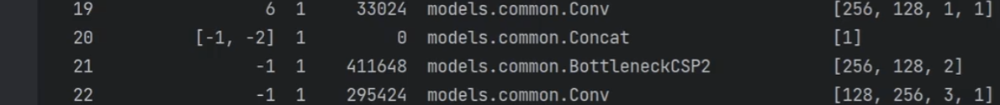 19 6 1 33024 models.common.Conv [256, 128, 1, 1]
20 [-1, -2] 1 0 models.common.Concat [1]
21 -1 1 411648 models.common.BottleneckCSP2 [256, 128, 2]
22 -1 1 295424 models.common.Conv [128, 256, 3, 1]